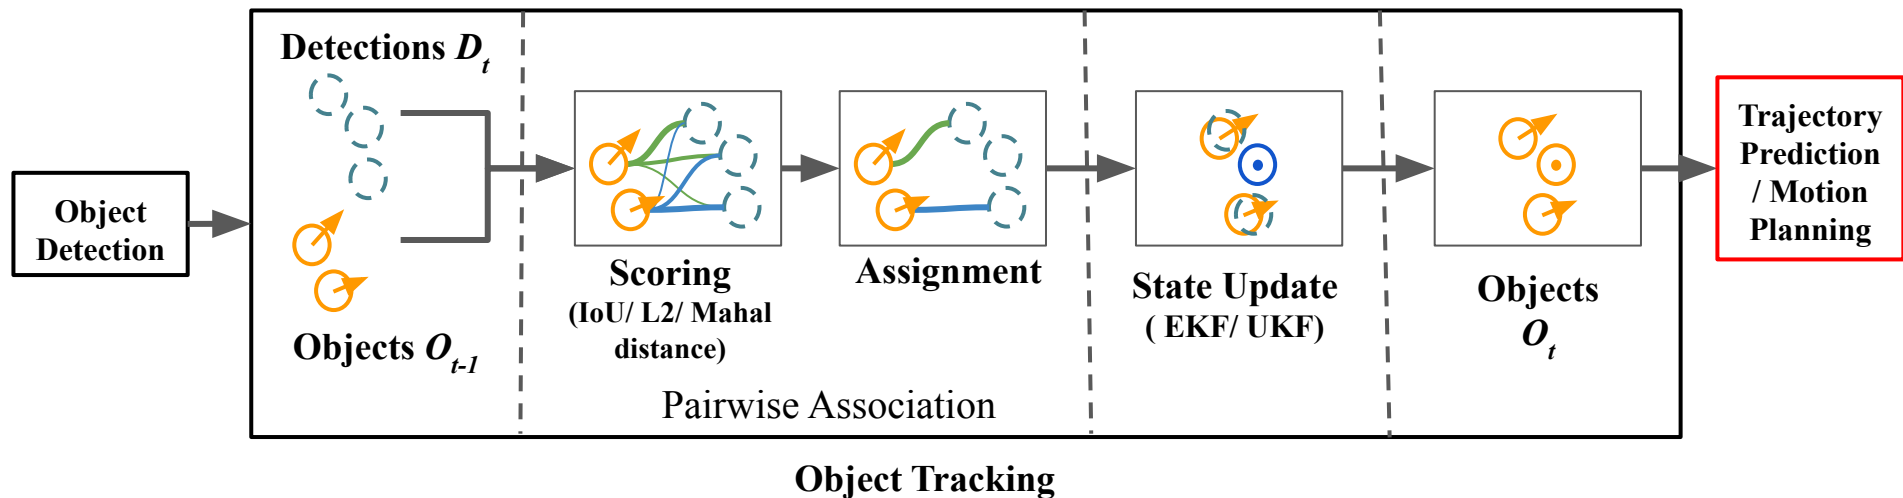 Object
Detection
Detections D_t
Objects O_{t-1}
Scoring
(IoU/ L2/ Mahal
distance)
Assignment
Pairwise Association
State Update
( EKF/ UKF)
Objects
O_t
Trajectory
Prediction
/ Motion
Planning
Object Tracking